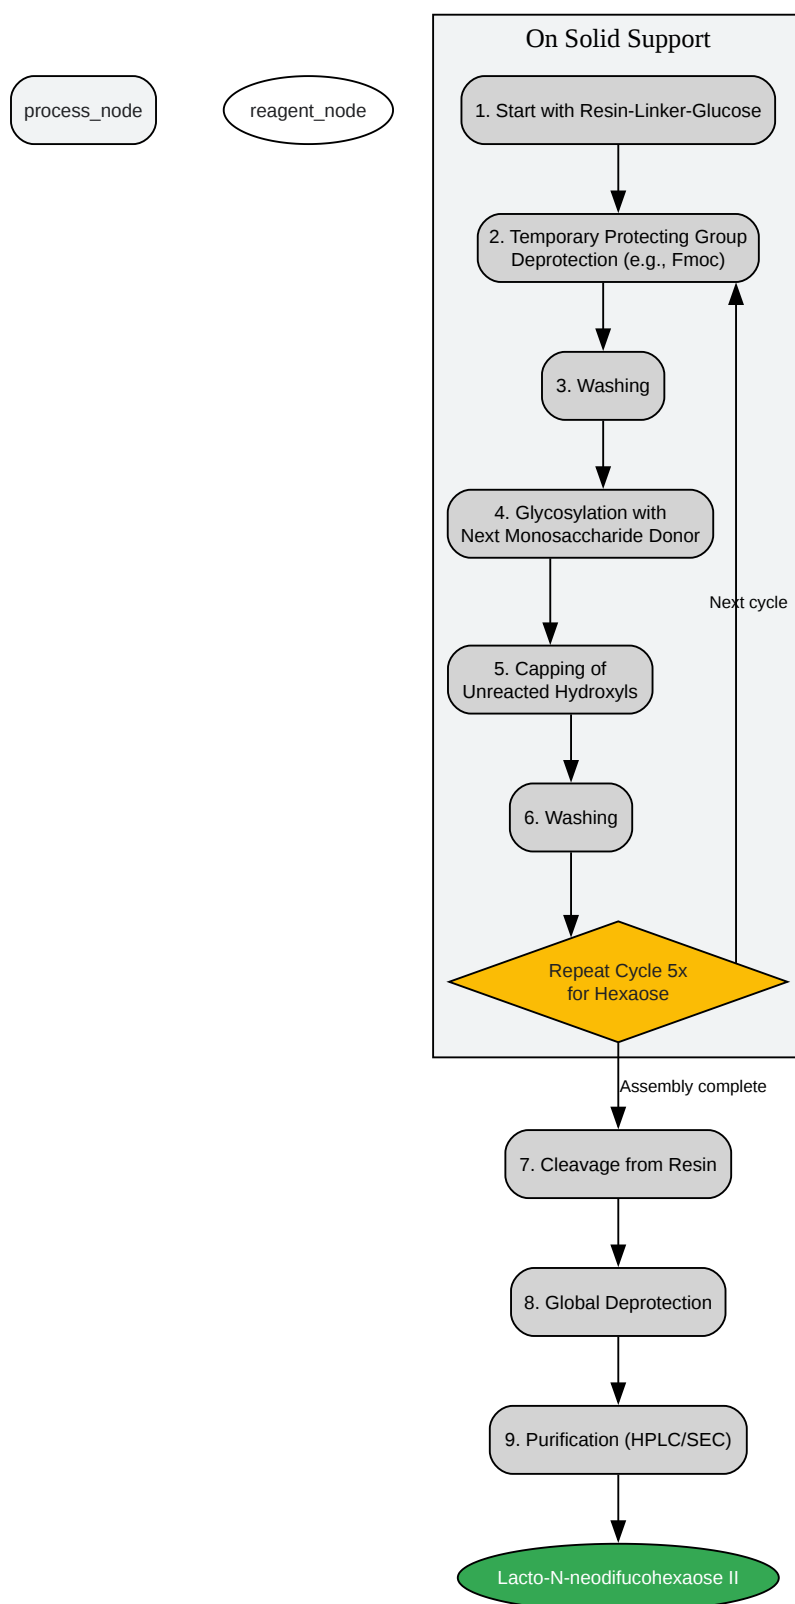 On Solid Support
process_node
reagent_node
1. Start with Resin-Linker-Glucose
2. Temporary Protecting Group
Deprotection (e.g., Fmoc)
3. Washing
4. Glycosylation with
Next Monosaccharide Donor
Next cycle
5. Capping of
Unreacted Hydroxyls
6. Washing
Repeat Cycle 5x
for Hexaose
Assembly complete
7. Cleavage from Resin
8. Global Deprotection
9. Purification (HPLC/SEC)
Lacto-N-neodifucohexaose II